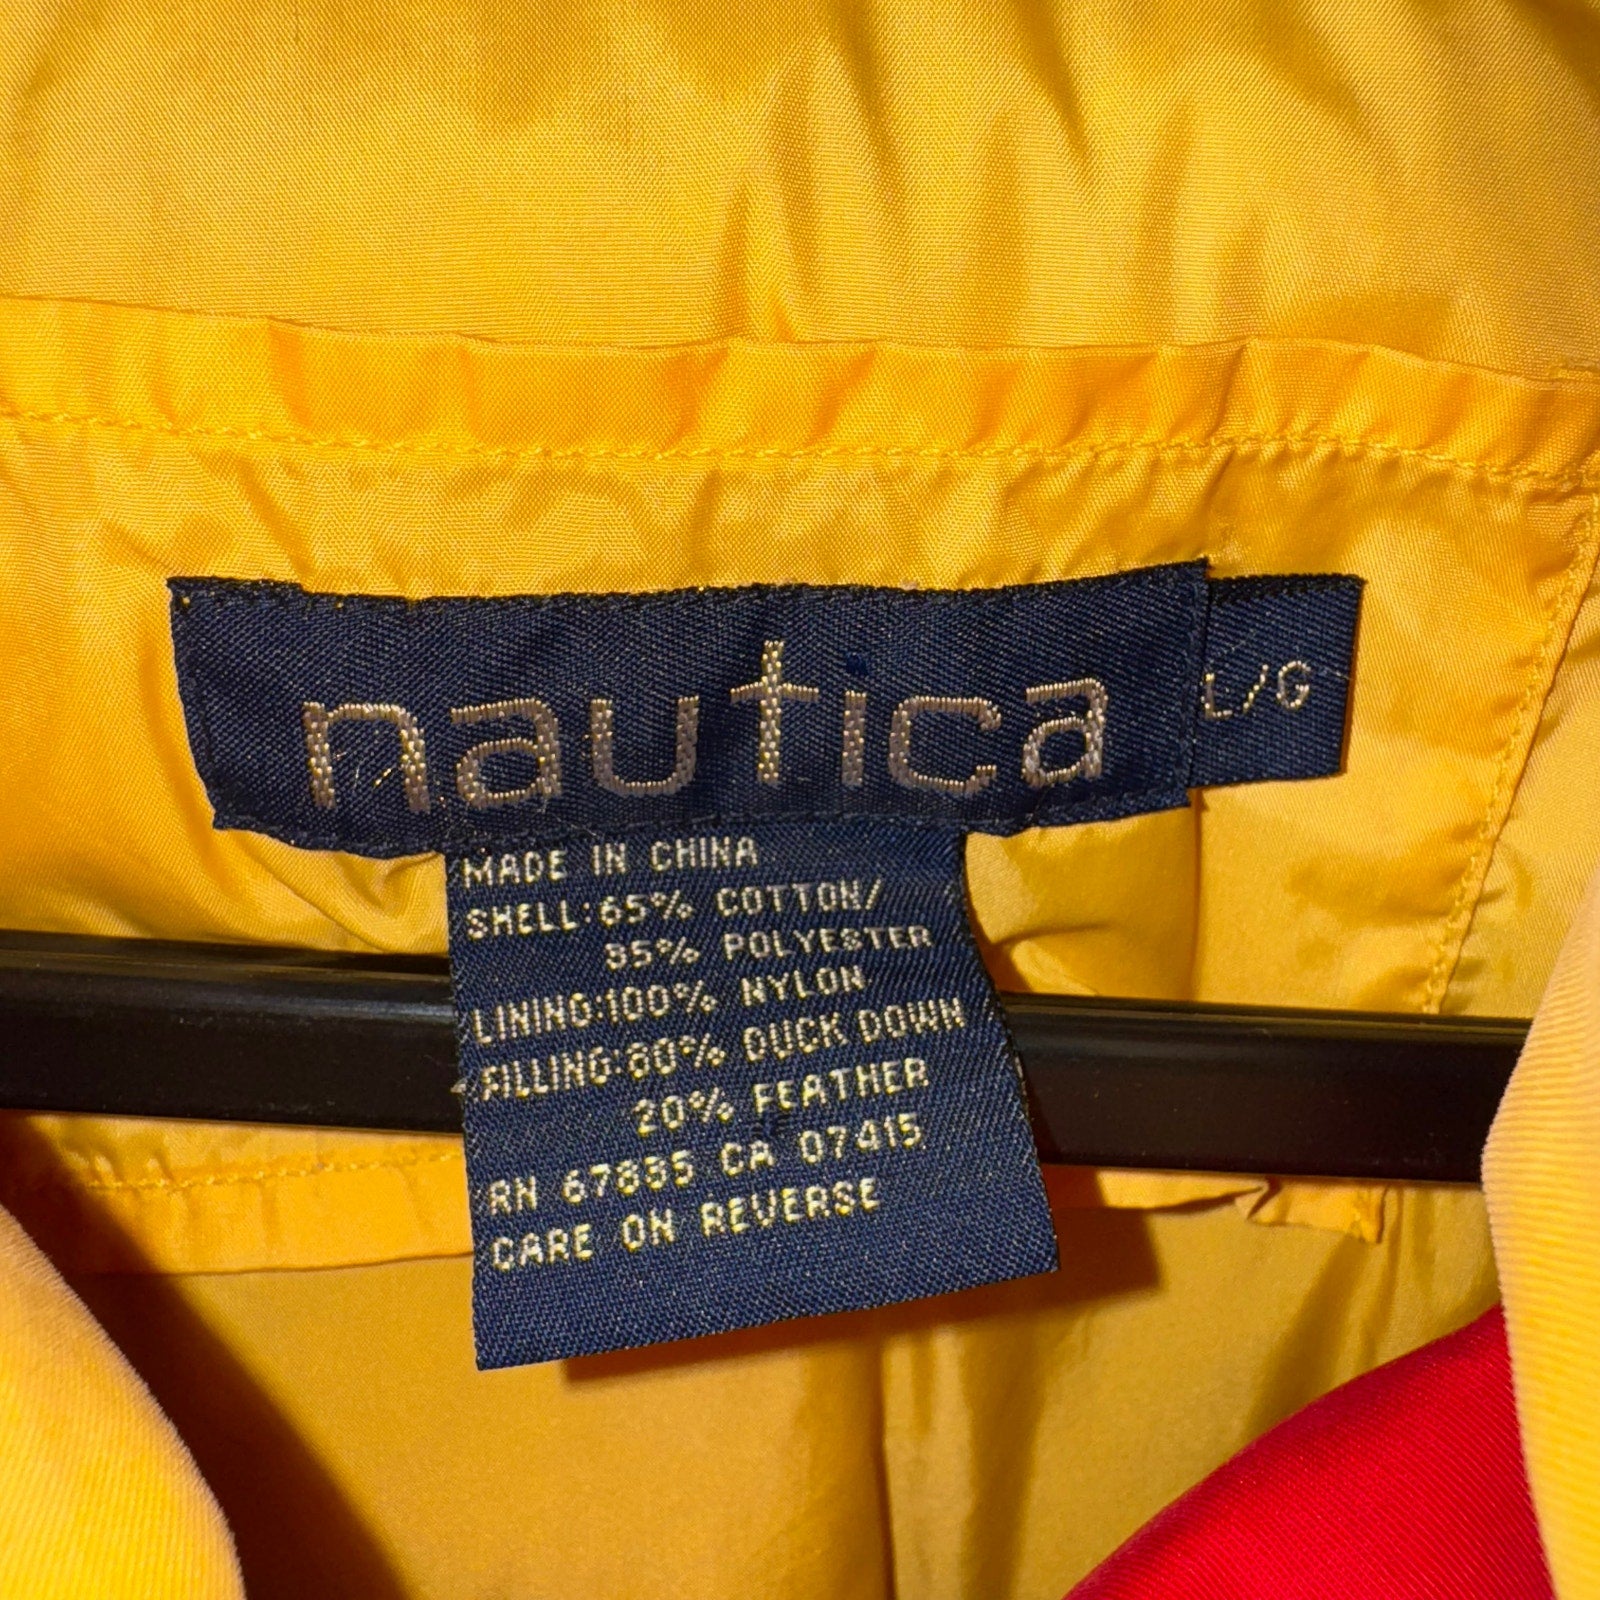 nautica
L/G
MADE IN CHINA
SHELL:65% COTTON/
35% POLYESTER
LINING:100% NYLON
FILLING:80% DUCK DOWN
20% FEATHER
RN 67835 CA 07415
CARE ON REVERSE